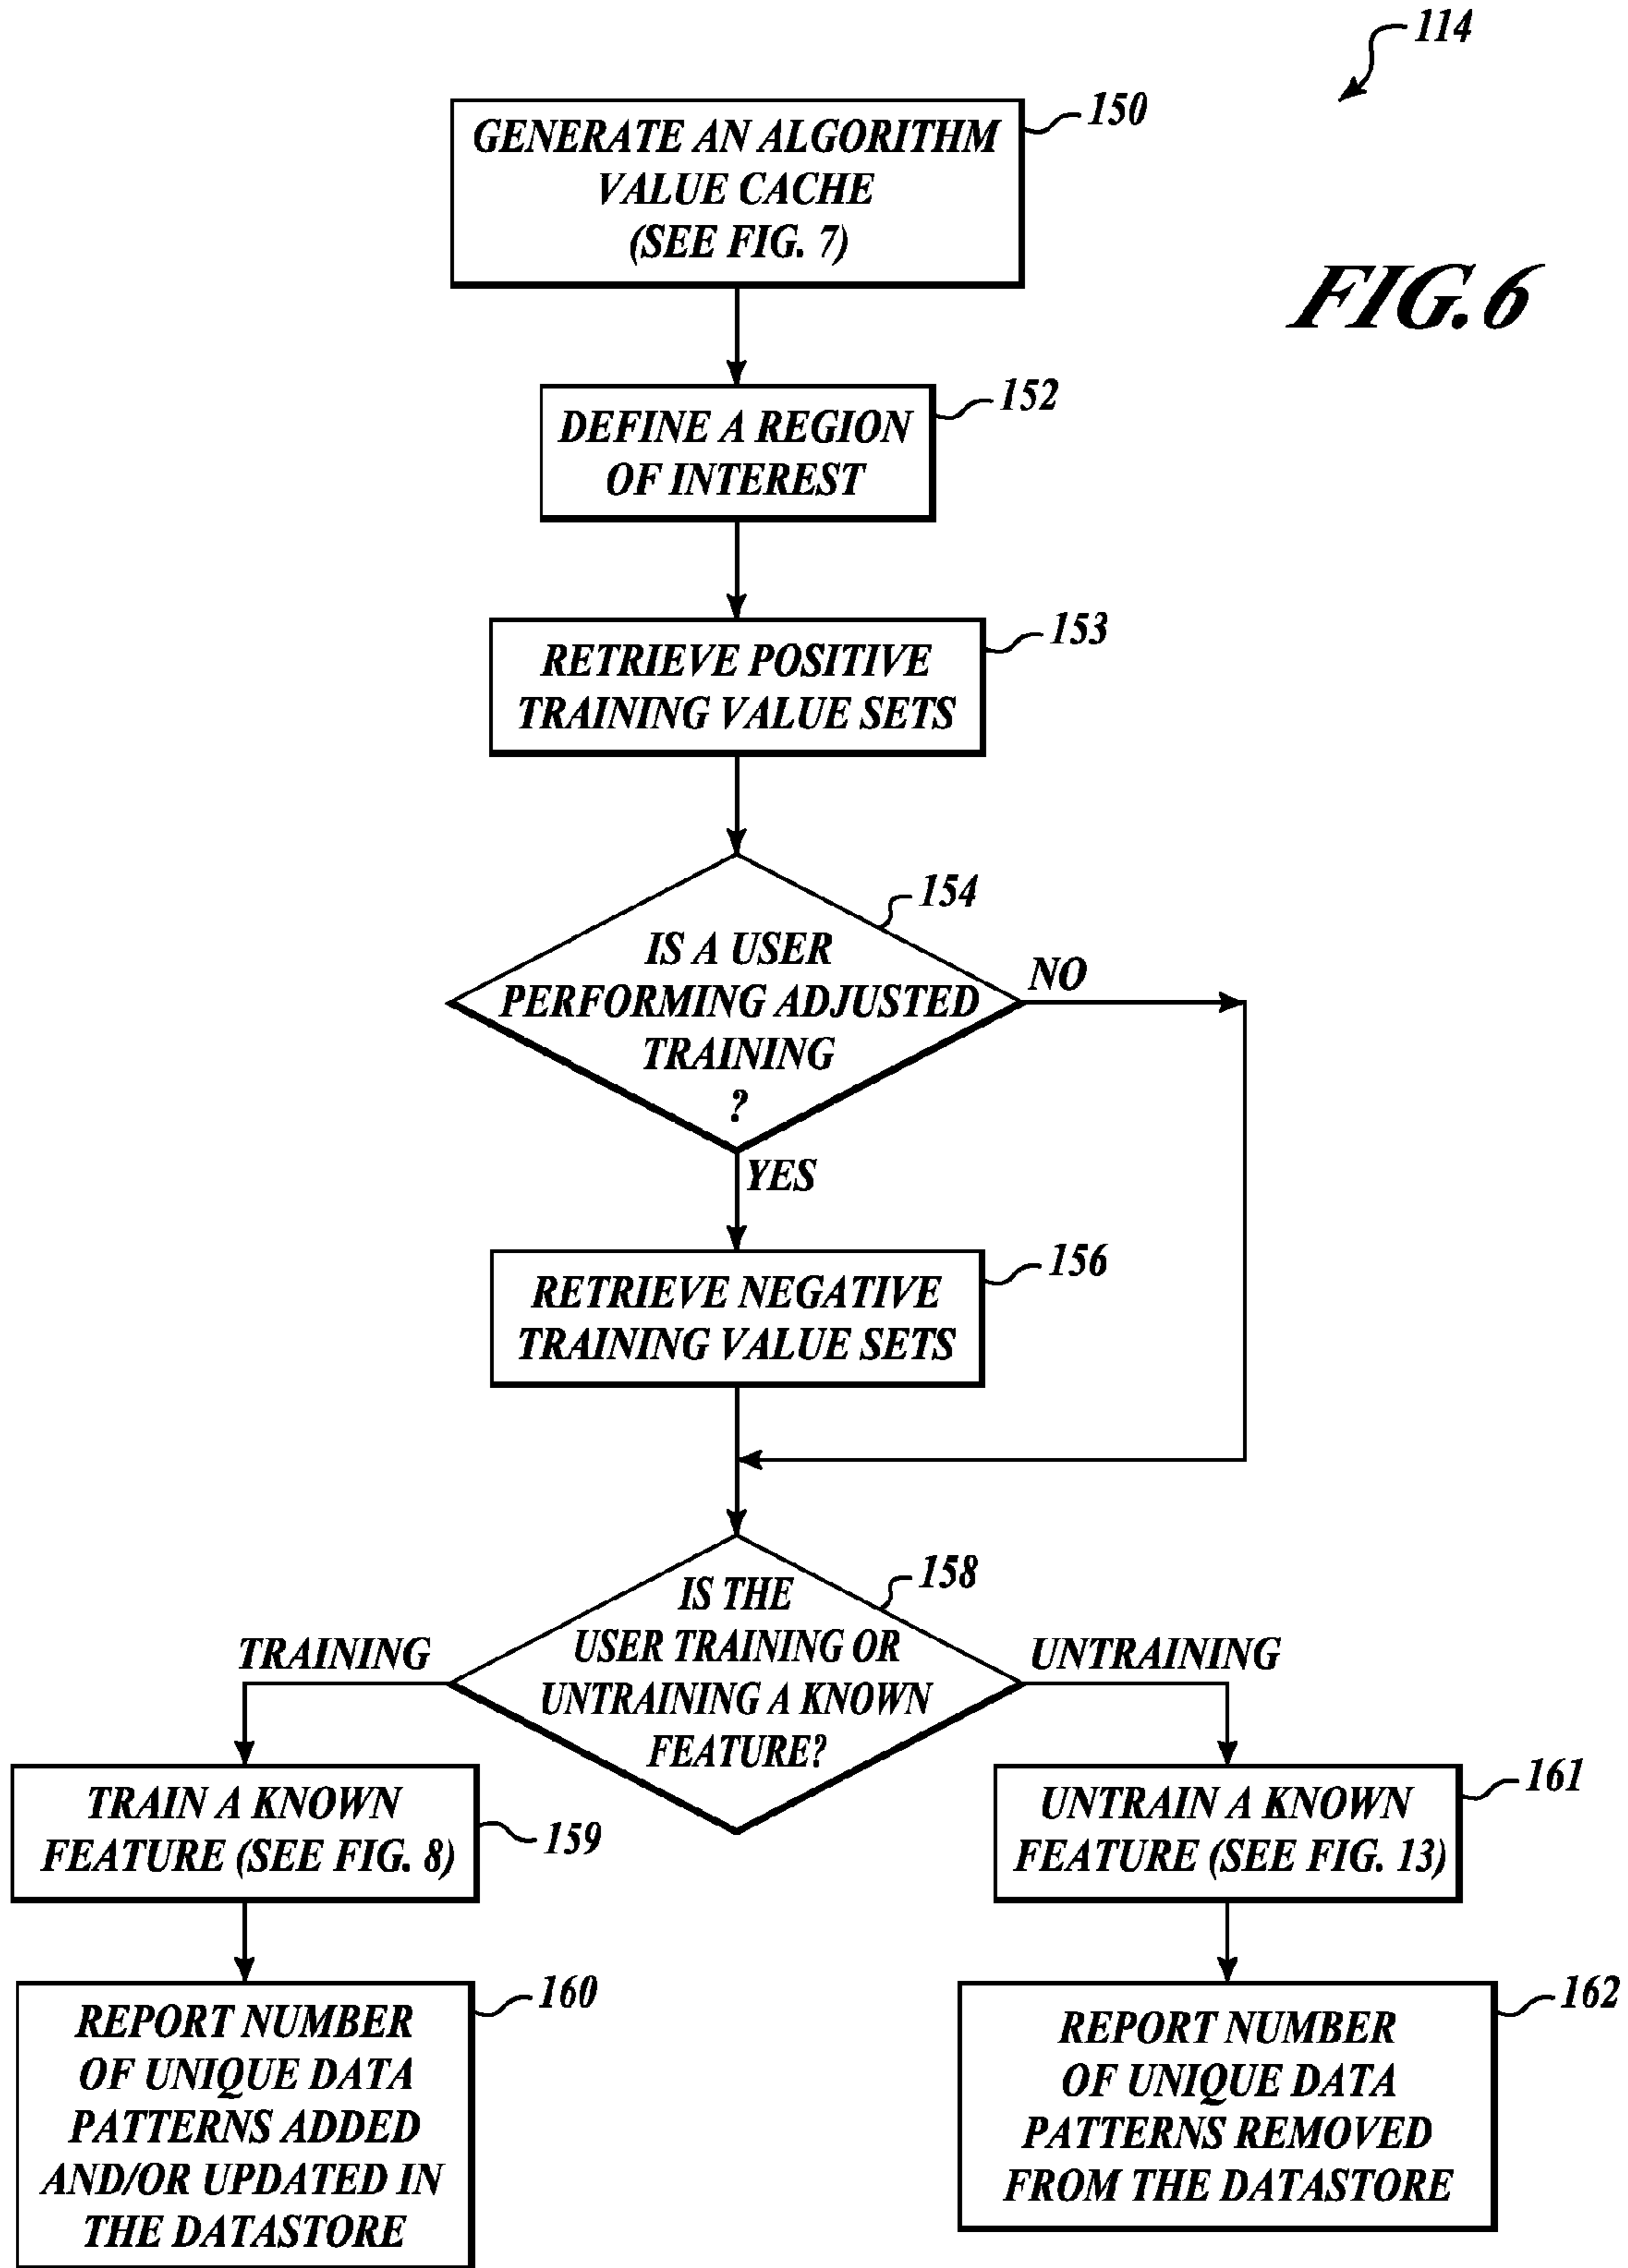 114
GENERATE AN ALGORITHM
VALUE CACHE
(SEE FIG. 7)
150
FIG. 6
DEFINE A REGION
OF INTEREST
152
RETRIEVE POSITIVE
TRAINING VALUE SETS
153
IS A USER
PERFORMING ADJUSTED
TRAINING
?
154
NO
YES
RETRIEVE NEGATIVE
TRAINING VALUE SETS
156
IS THE
USER TRAINING OR
UNTRAINING A KNOWN
FEATURE?
158
TRAINING
UNTRAINING
TRAIN A KNOWN
FEATURE (SEE FIG. 8)
159
UNTRAIN A KNOWN
FEATURE (SEE FIG. 13)
161
REPORT NUMBER
OF UNIQUE DATA
PATTERNS ADDED
AND/OR UPDATED IN
THE DATASTORE
160
REPORT NUMBER
OF UNIQUE DATA
PATTERNS REMOVED
FROM THE DATASTORE
162